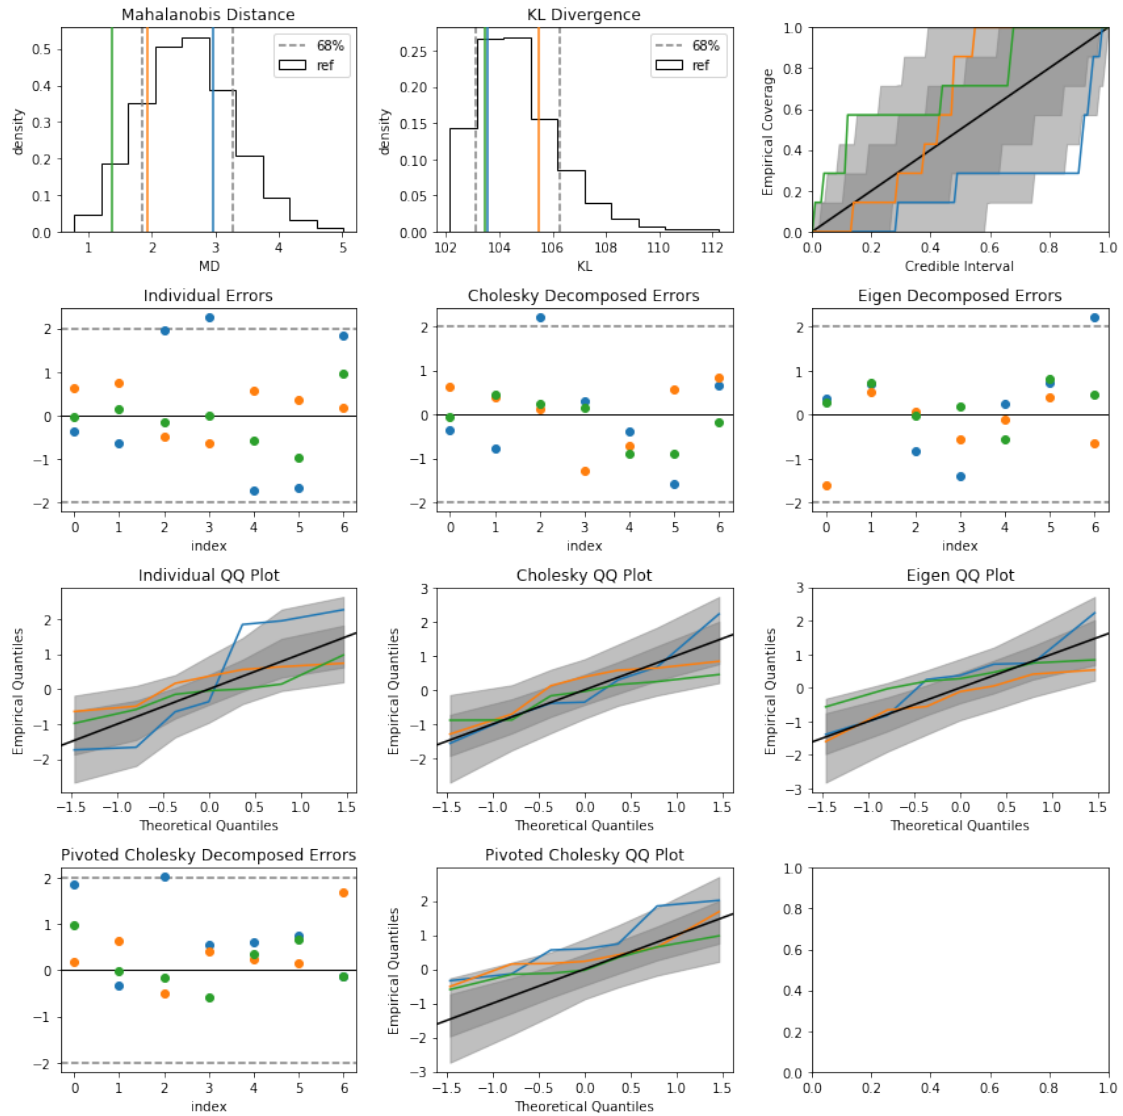 Mahalanobis Distance
density
0.5
0.4
0.3
0.2
0.1
0.0
1 2 3 4 5
MD
68%
ref
KL Divergence
density
0.25
0.20
0.15
0.10
0.05
0.00
102 104 106 108 110 112
KL
68%
ref
Empirical Coverage
1.0
0.8
0.6
0.4
0.2
0.0
0.0 0.2 0.4 0.6 0.8 1.0
Credible Interval
Individual Errors
2
1
0
−1
−2
0 1 2 3 4 5 6
index
Cholesky Decomposed Errors
2
1
0
−1
−2
0 1 2 3 4 5 6
index
Eigen Decomposed Errors
2
1
0
−1
−2
0 1 2 3 4 5 6
index
Individual QQ Plot
Empirical Quantiles
2
1
0
−1
−2
−1.5 −1.0 −0.5 0.0 0.5 1.0 1.5
Theoretical Quantiles
Cholesky QQ Plot
Empirical Quantiles
3
2
1
0
−1
−2
−1.5 −1.0 −0.5 0.0 0.5 1.0 1.5
Theoretical Quantiles
Eigen QQ Plot
Empirical Quantiles
3
2
1
0
−1
−2
−3
−1.5 −1.0 −0.5 0.0 0.5 1.0 1.5
Theoretical Quantiles
Pivoted Cholesky Decomposed Errors
2
1
0
−1
−2
0 1 2 3 4 5 6
index
Pivoted Cholesky QQ Plot
Empirical Quantiles
2
1
0
−1
−2
−3
−1.5 −1.0 −0.5 0.0 0.5 1.0 1.5
Theoretical Quantiles
1.0
0.8
0.6
0.4
0.2
0.0
0.0 0.2 0.4 0.6 0.8 1.0